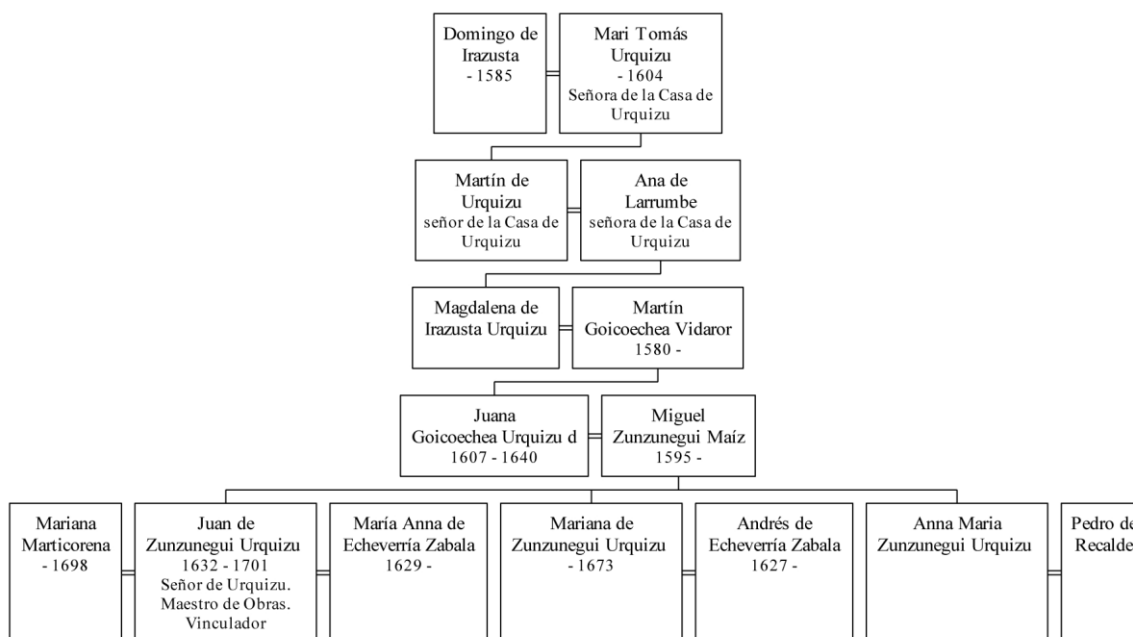 Domingo de
Irazusta
- 1585
Mari Tomás
Urquizu
- 1604
Señora de la Casa de
Urquizu
Martín de
Urquizu
señor de la Casa de
Urquizu
Ana de
Larrumbe
señora de la Casa de
Urquizu
Magdalena de
Irazusta Urquizu
Martín
Goicoechea Vidaror
1580 -
Juana
Goicoechea Urquizu d
1607 - 1640
Miguel
Zunzunegui Maíz
1595 -
Mariana
Marticorena
- 1698
Juan de
Zunzunegui Urquizu
1632 - 1701
Señor de Urquizu.
Maestro de Obras.
Vinculador
María Anna de
Echeverría Zabala
1629 -
Mariana de
Zunzunegui Urquizu
- 1673
Andrés de
Echeverría Zabala
1627 -
Anna Maria
Zunzunegui Urquizu
Pedro de
Recalde